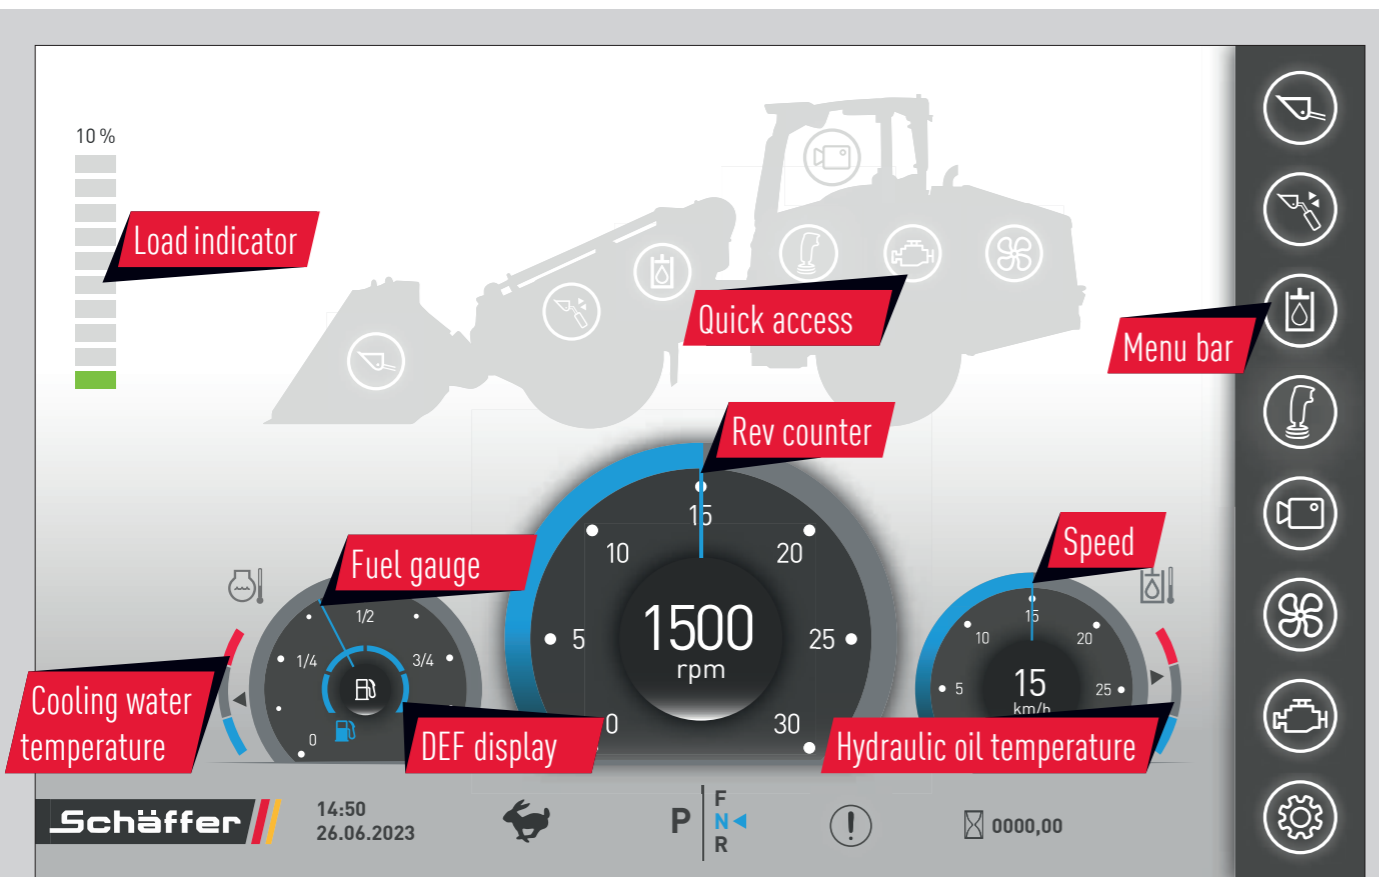 10 %
Load indicator
Quick access
Menu bar
Rev counter
15
10
20
5
25
0
30
1500
rpm
Fuel gauge
1/2
1/4
3/4
0
Speed
15
10
20
5
25
15
km/h
Cooling water
temperature
DEF display
Hydraulic oil temperature
Schäffer
14:50
26.06.2023
P
F
N
R
!
0000,00